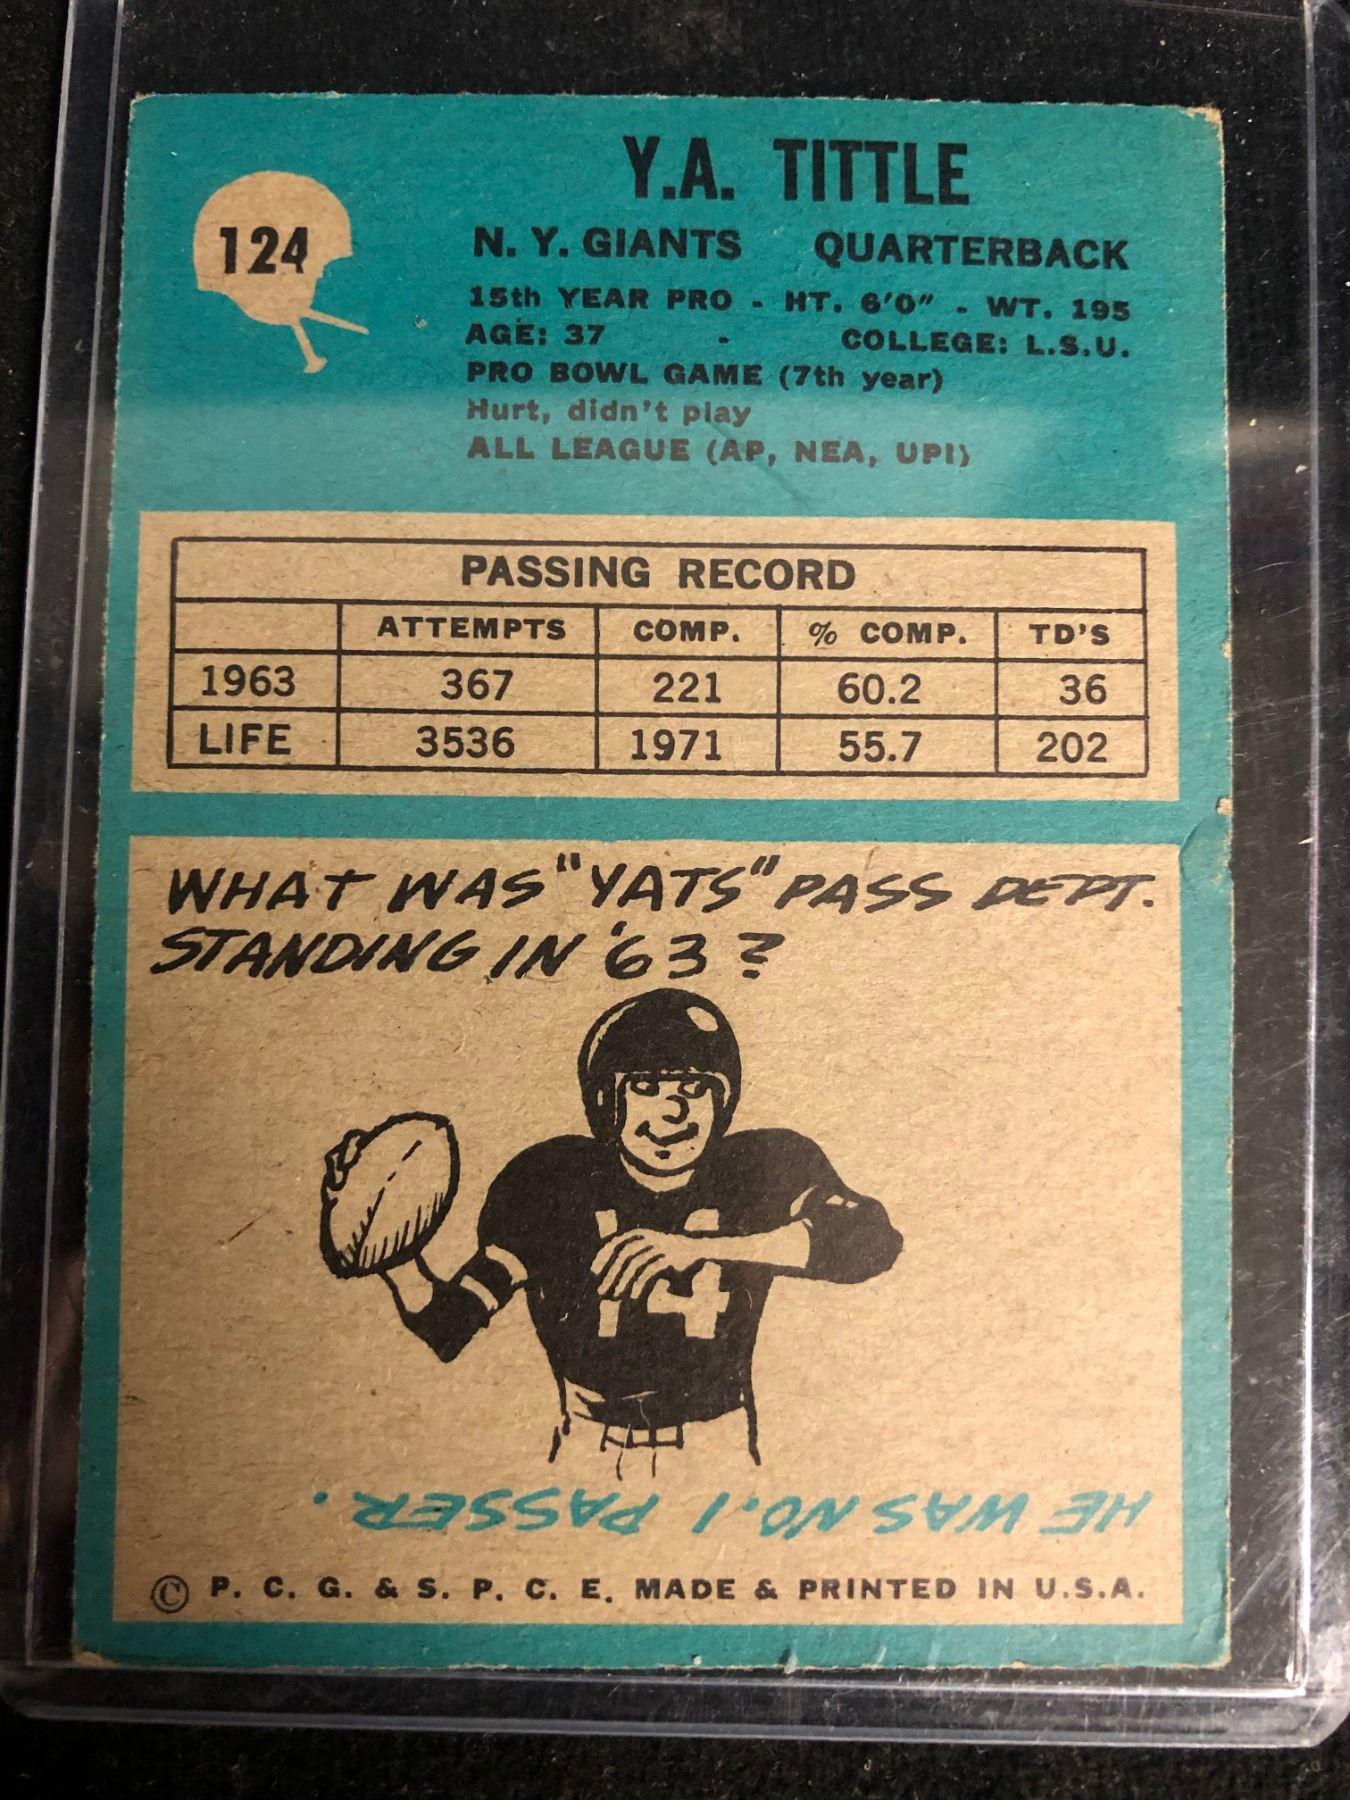 124
Y.A. TITTLE
N. Y. GIANTS QUARTERBACK
15th YEAR PRO - HT. 6'0" - WT. 195
AGE: 37 - COLLEGE: L.S.U.
PRO BOWL GAME (7th year)
Hurt, didn't play
ALL LEAGUE (AP, NEA, UPI)
PASSING RECORD
ATTEMPTS COMP. % COMP. TD'S
1963 367 221 60.2 36
LIFE 3536 1971 55.7 202
WHAT WAS "YATS" PASS DEPT.
STANDING IN '63?
14
HE WAS NO. 1 PASSER.
© P. C. G. & S. P. C. E. MADE & PRINTED IN U.S.A.